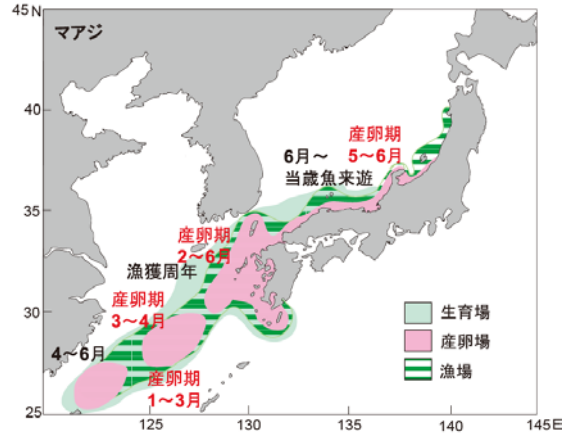 45N
マアジ
40
産卵期
5~6月
6月~
当歳魚来遊
35
産卵期
2~6月
漁獲周年
産卵期
3~4月
30
4~6月
産卵期
1~3月
生育場
産卵場
漁場
25
125
130
135
140
145E